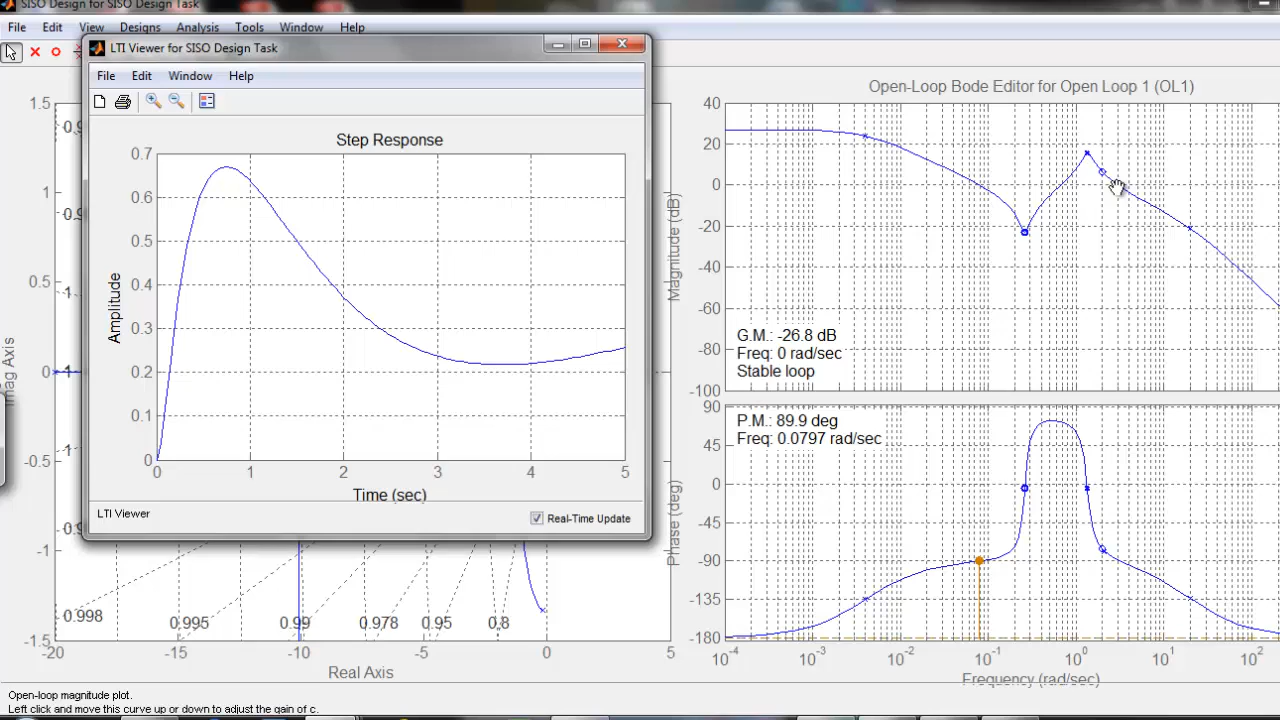 SISO Design for SISO Design Task
File Edit View Designs Analysis Tools Window Help
LTI Viewer for SISO Design Task
File Edit Window Help
Step Response
0.7
0.6
0.5
0.4
0.3
0.2
0.1
0
Amplitude
0 1 2 3 4 5
Time (sec)
LTI Viewer
Real-Time Update
1.5
1
0.5
0
-0.5
-1
-1.5
Imag Axis
0.998 0.995 0.99 0.978 0.95 0.8
-20 -15 -10 -5 0 5
Real Axis
Open-Loop Bode Editor for Open Loop 1 (OL1)
40
20
0
-20
-40
-60
-80
-100
Magnitude (dB)
G.M.: -26.8 dB
Freq: 0 rad/sec
Stable loop
90
45
0
-45
-90
-135
-180
Phase (deg)
P.M.: 89.9 deg
Freq: 0.0797 rad/sec
10^-4 10^-3 10^-2 10^-1 10^0 10^1 10^2
Frequency (rad/sec)
Open-loop magnitude plot.
Left click and move this curve up or down to adjust the gain of c.